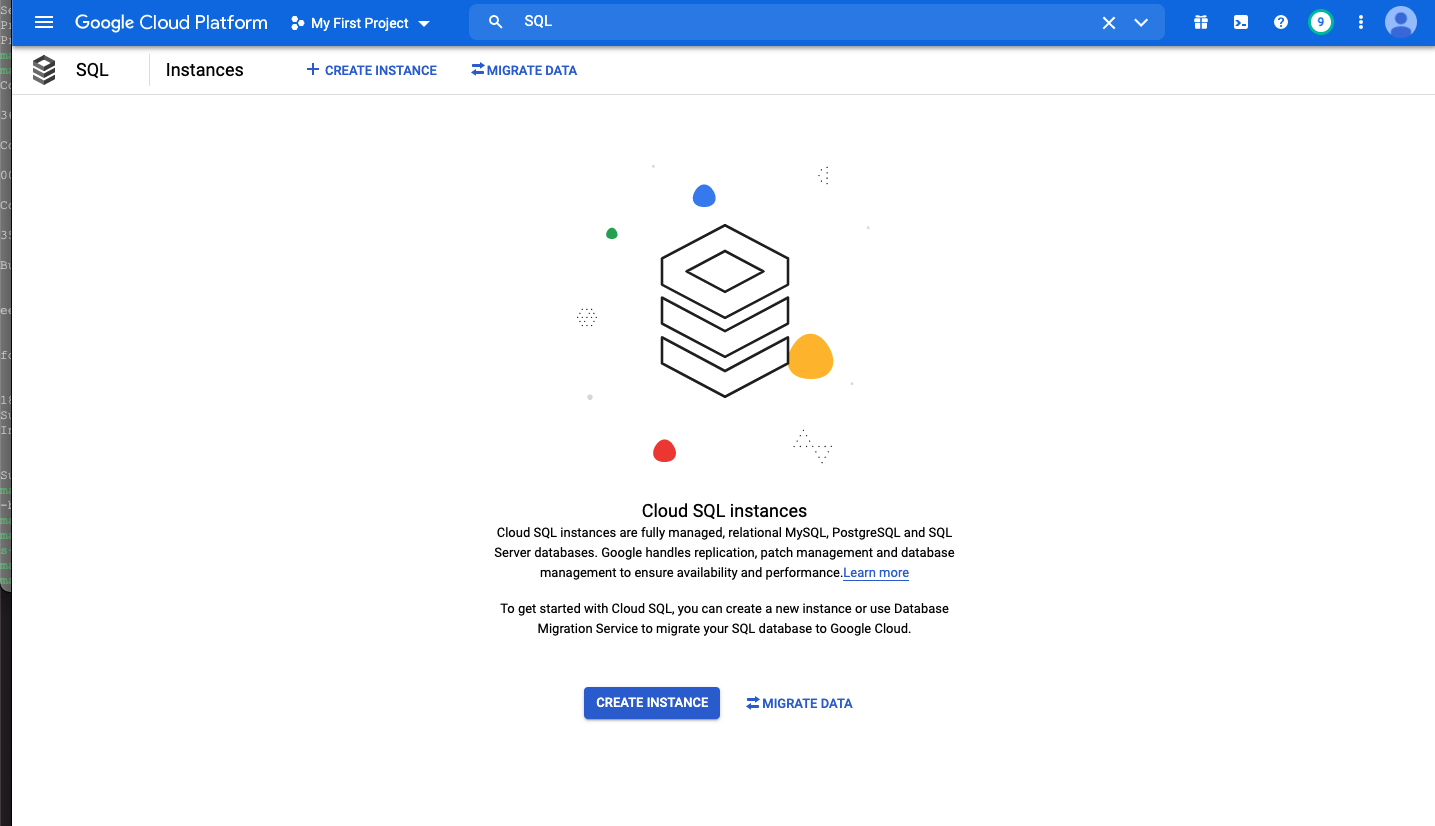 Google Cloud Platform
My First Project
SQL
9
SQL
Instances
CREATE INSTANCE
MIGRATE DATA
Cloud SQL instances
Cloud SQL instances are fully managed, relational MySQL, PostgreSQL and SQL
Server databases. Google handles replication, patch management and database
management to ensure availability and performance.Learn more
To get started with Cloud SQL, you can create a new instance or use Database
Migration Service to migrate your SQL database to Google Cloud.
CREATE INSTANCE
MIGRATE DATA